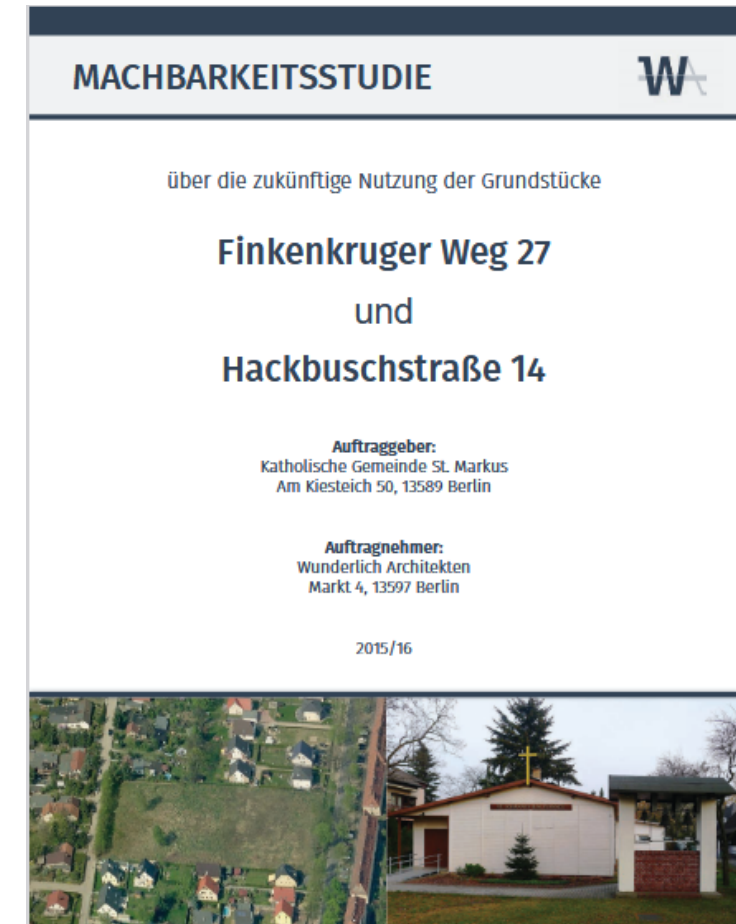 MACHBARKEITSSTUDIE
WA
über die zukünftige Nutzung der Grundstücke
Finkenkruger Weg 27
und
Hackbuschstraße 14
Auftraggeber:
Katholische Gemeinde St. Markus
Am Kiesteich 50, 13589 Berlin
Auftragnehmer:
Wunderlich Architekten
Markt 4, 13597 Berlin
2015/16